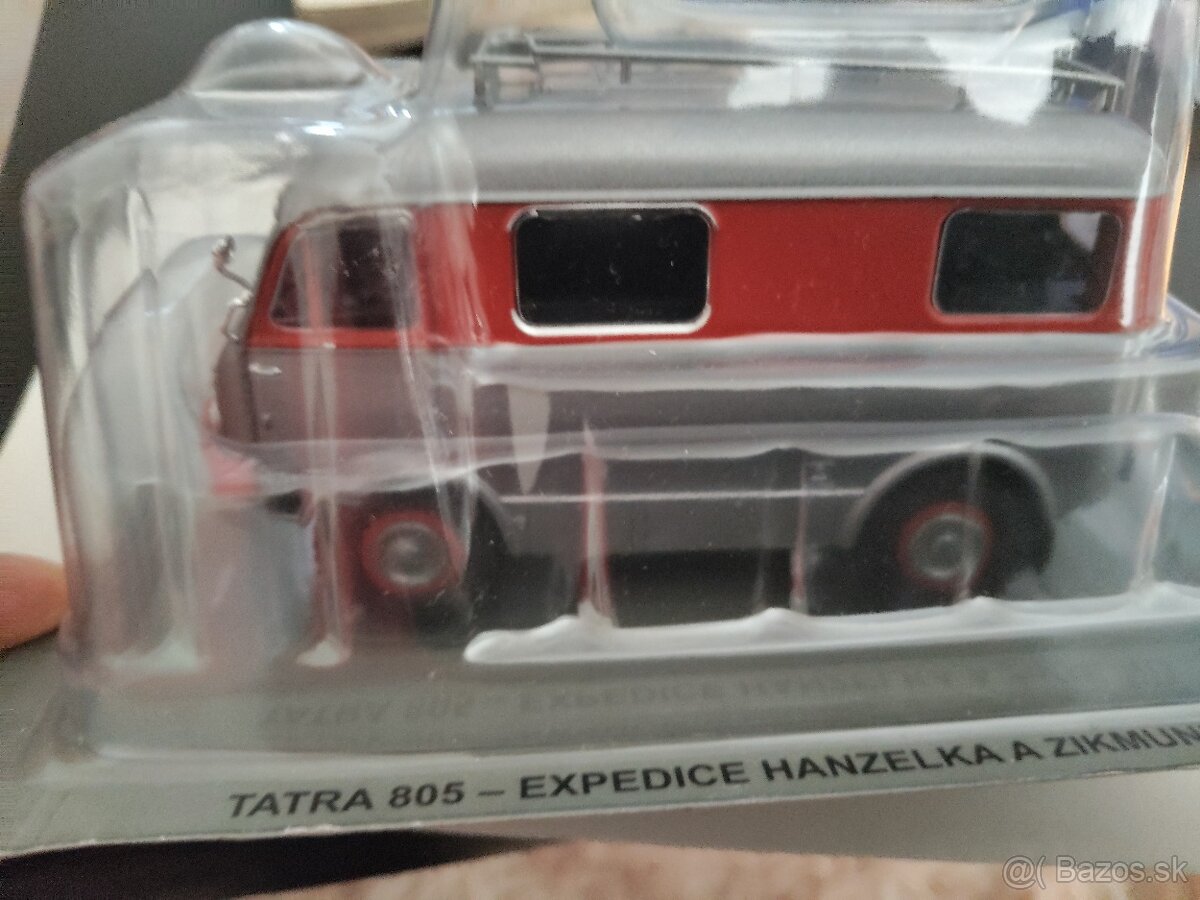 TATRA 805 – EXPEDICE HANZELKA A ZIKMUN
@( Bazos.sk